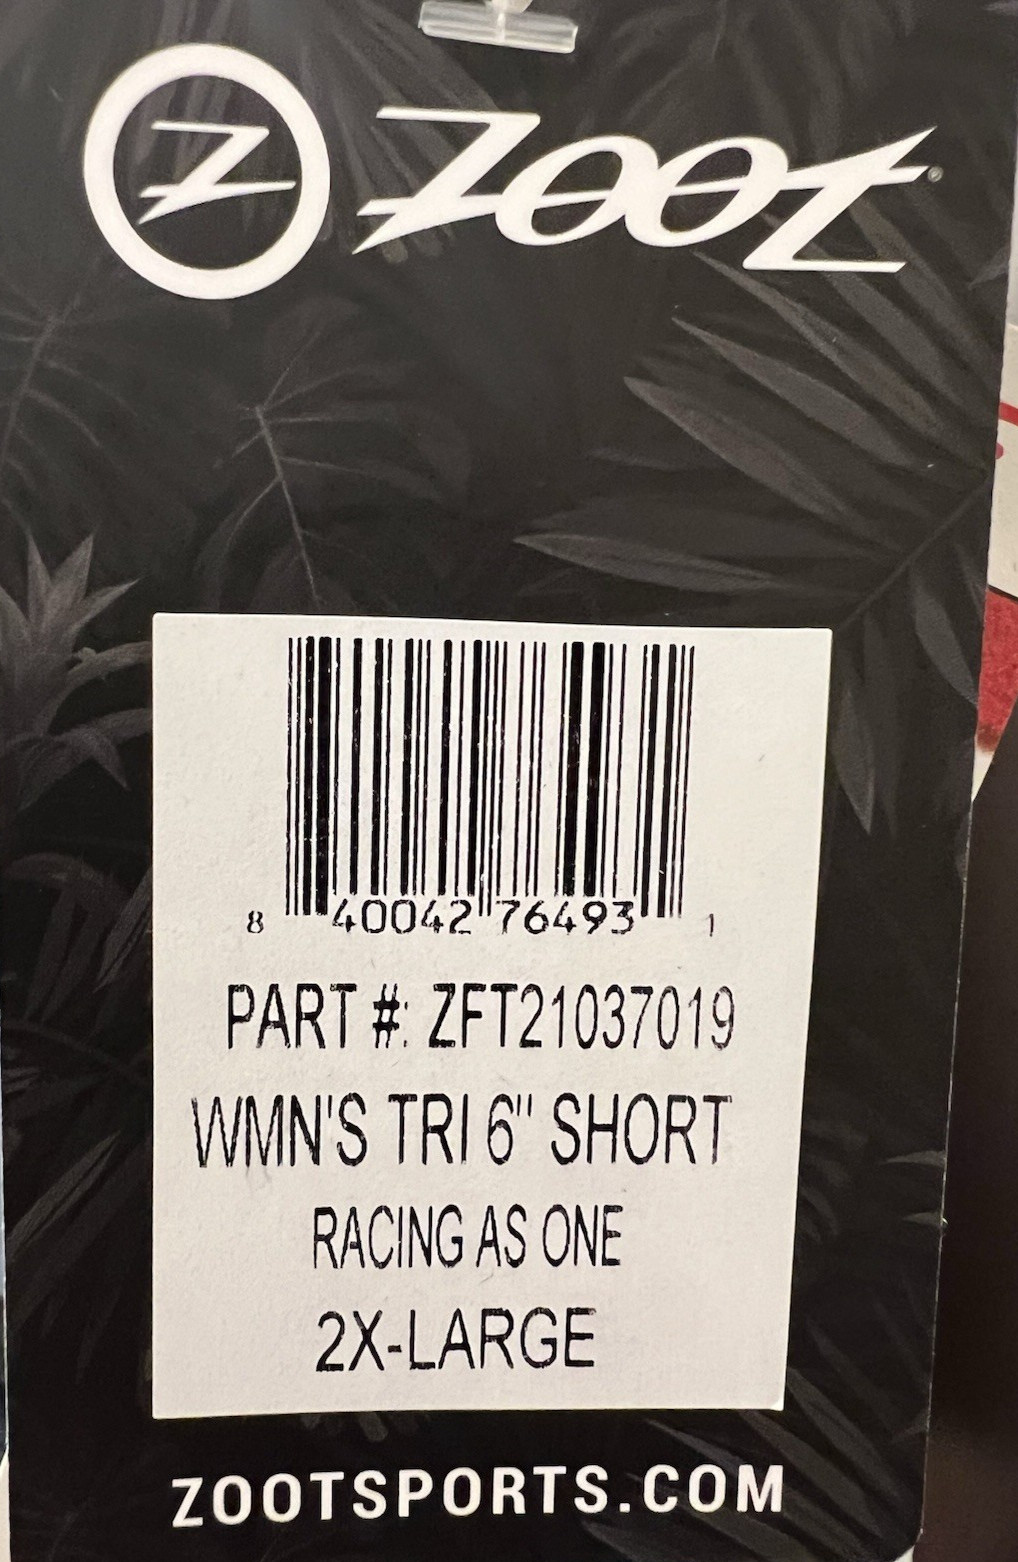 Z ZOOT
8 40042 76493 1
PART #: ZFT21037019
WMN'S TRI 6" SHORT
RACING AS ONE
2X-LARGE
ZOOTSPORTS.COM